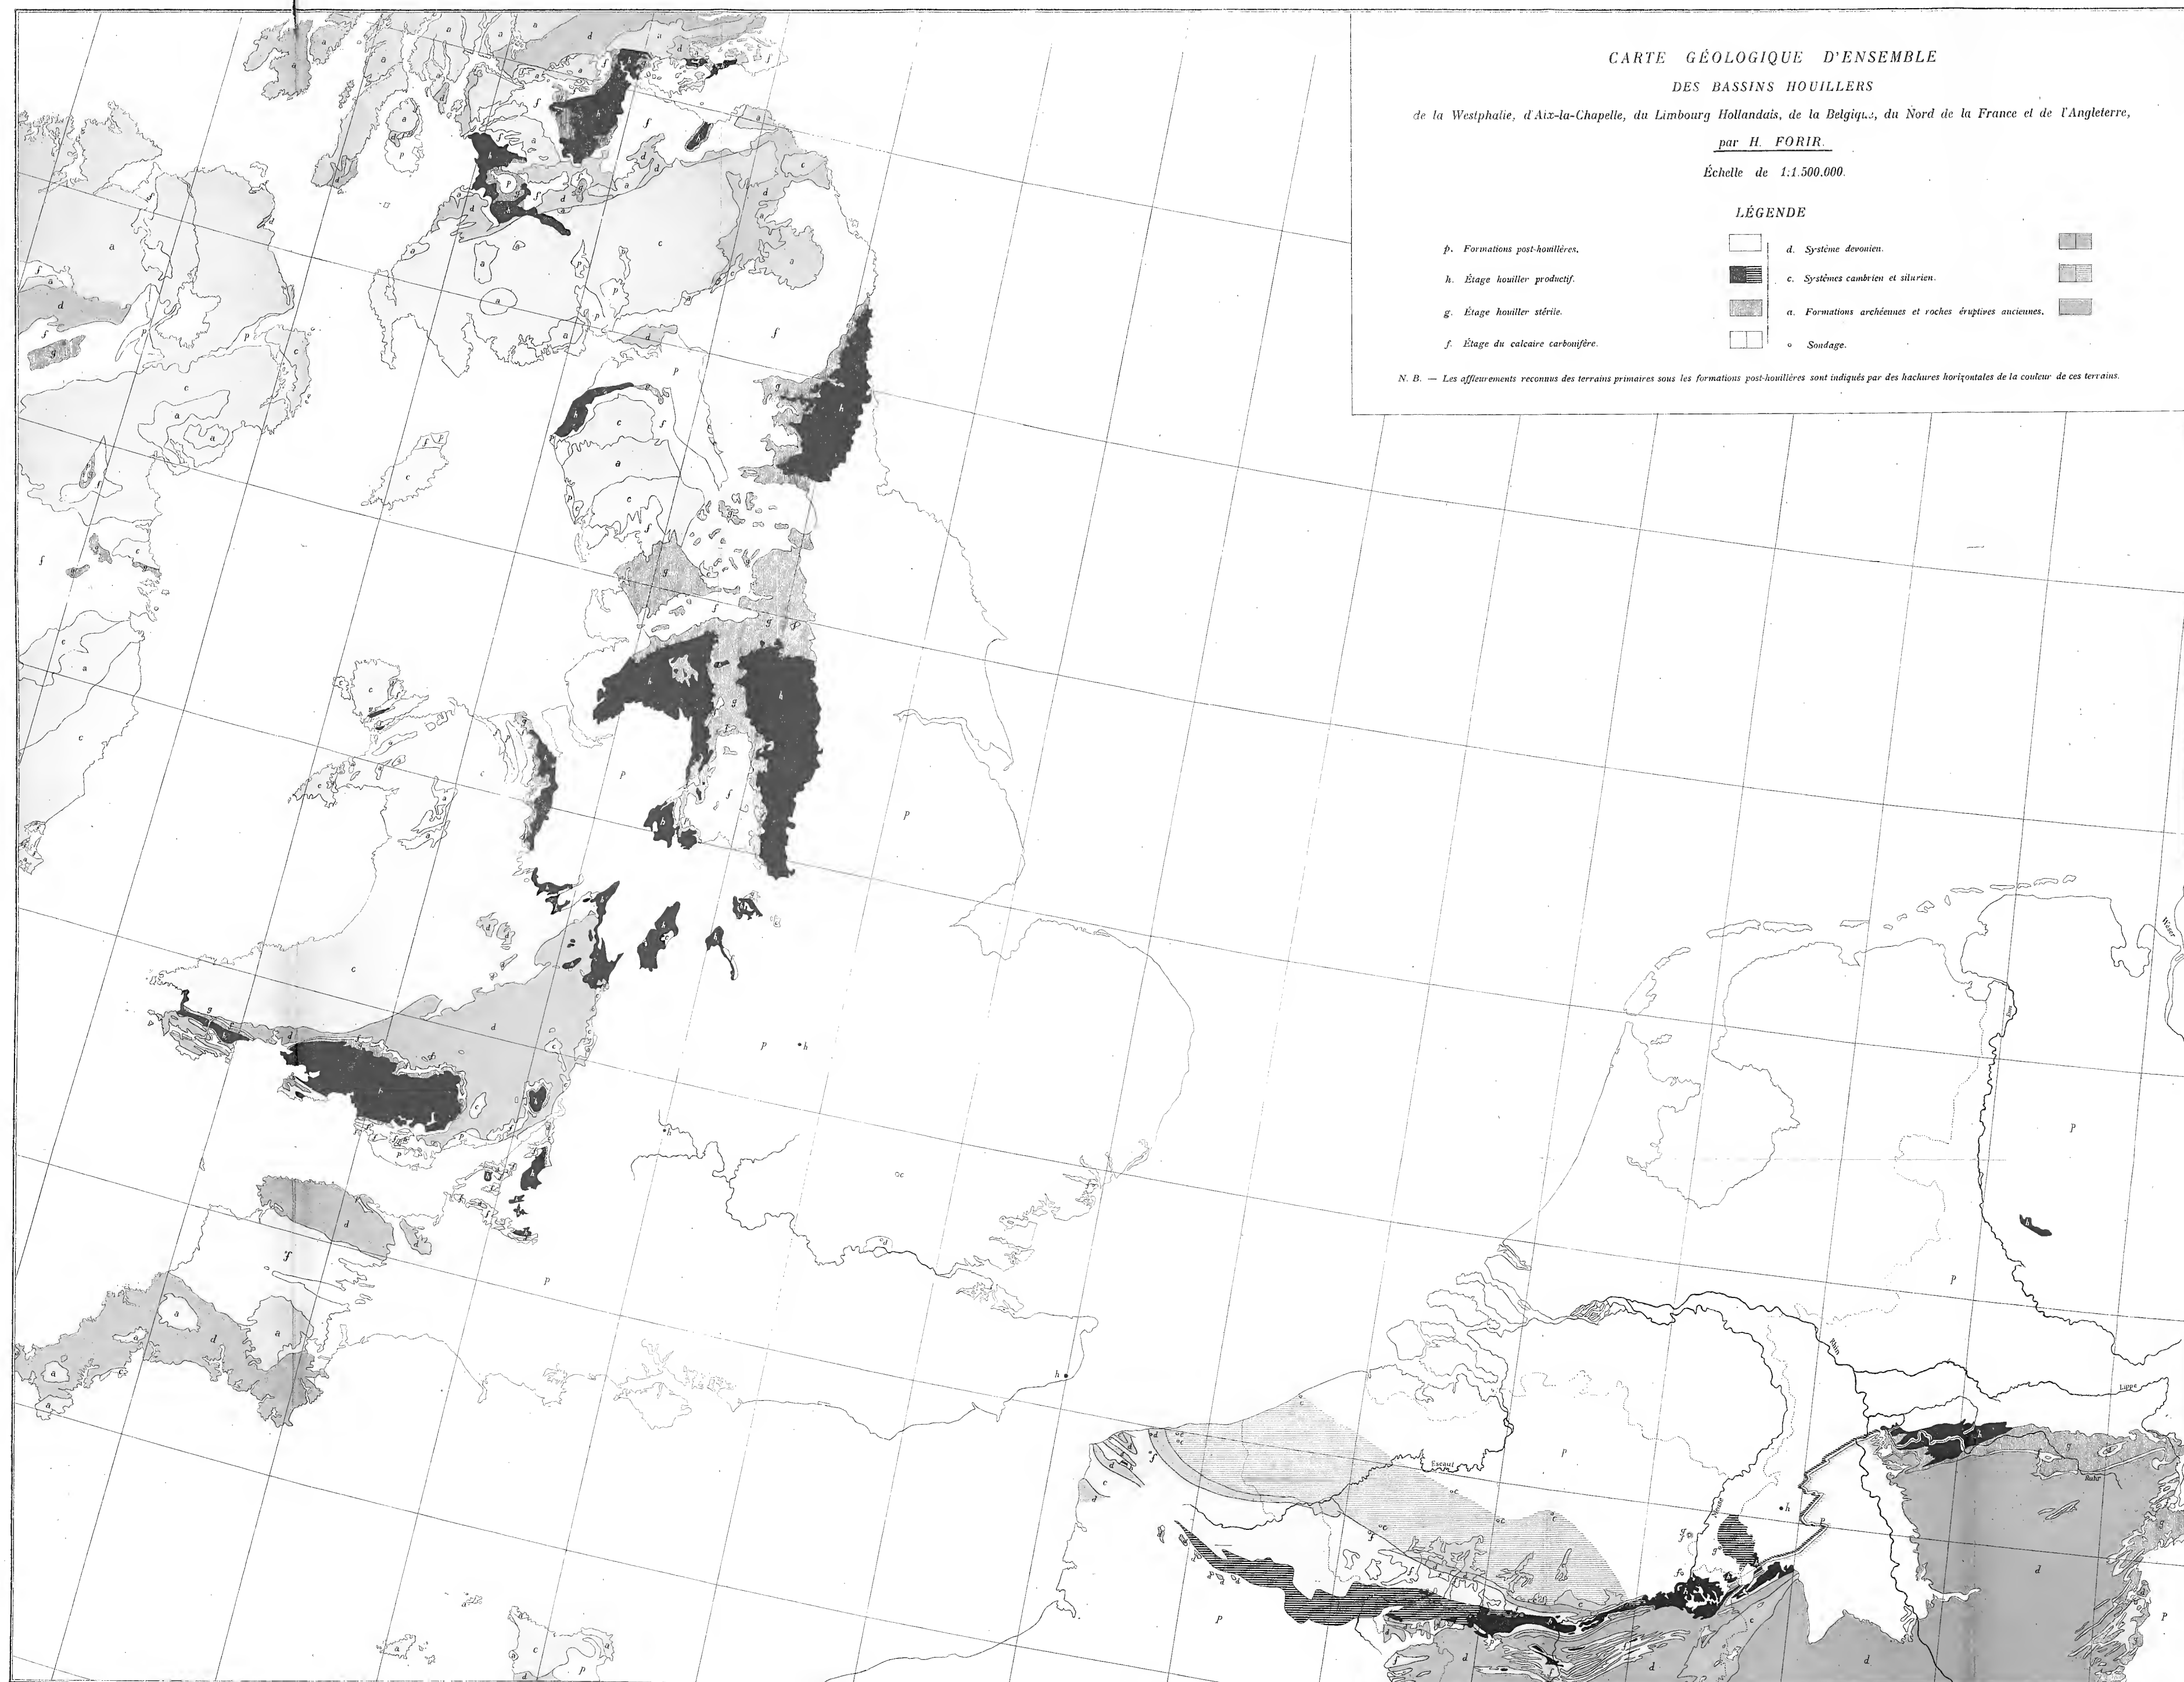 CARTE GÉOLOGIQUE D'ENSEMBLE
DES BASSINS HOUILLERS
de la Westphalie, d'Aix-la-Chapelle, du Limbourg Hollandais, de la Belgique, du Nord de la France et de l'Angleterre,
par H. FORIR.
Échelle de 1:1.500.000.
LÉGENDE
p. Formations post-houillères.
h. Étage houiller productif.
g. Étage houiller stérile.
f. Étage du calcaire carbonifère.
d. Système devonien.
c. Systèmes cambrien et silurien.
a. Formations archéennes et roches éruptives anciennes.
o Sondage.
N. B. — Les affleurements reconnus des terrains primaires sous les formations post-houillères sont indiqués par des hachures horizontales de la couleur de ces terrains.
Weser
Ems
Rhin
Lippe
Ruhr
Escaut
Meuse